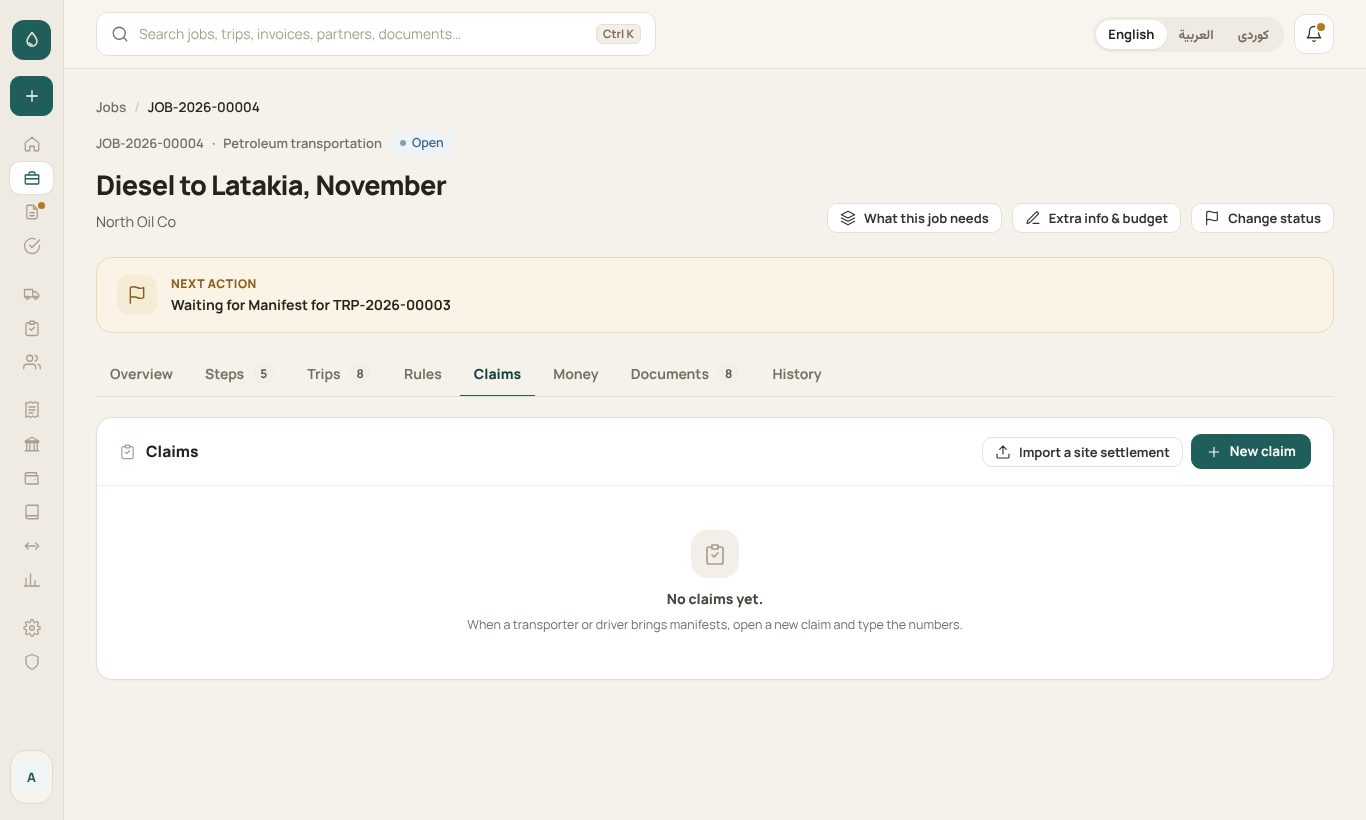 Search jobs, trips, invoices, partners, documents...
Ctrl K
English
العربية
کوردی
Jobs / JOB-2026-00004
JOB-2026-00004 · Petroleum transportation
Open
Diesel to Latakia, November
North Oil Co
What this job needs
Extra info & budget
Change status
NEXT ACTION
Waiting for Manifest for TRP-2026-00003
Overview
Steps 5
Trips 8
Rules
Claims
Money
Documents 8
History
Claims
Import a site settlement
New claim
No claims yet.
When a transporter or driver brings manifests, open a new claim and type the numbers.
A